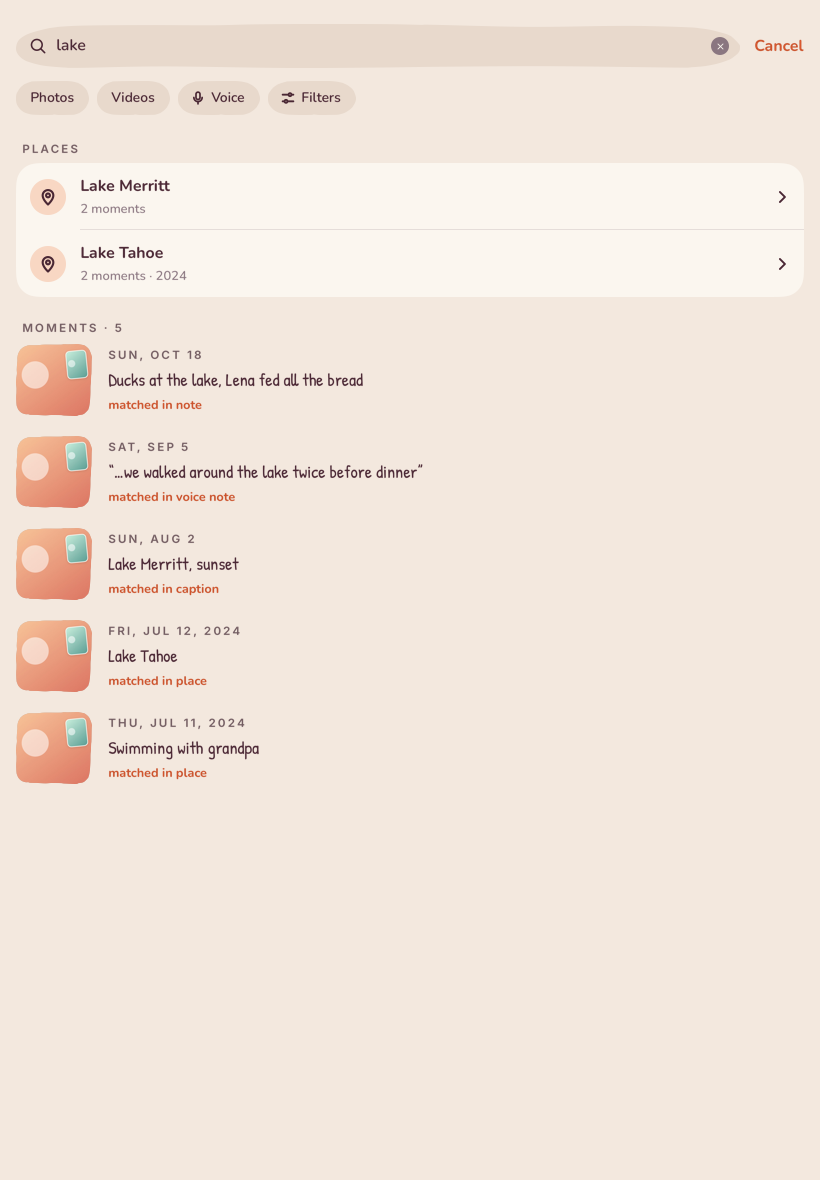 lake
Cancel
Photos
Videos
Voice
Filters
PLACES
Lake Merritt
2 moments
Lake Tahoe
2 moments · 2024
MOMENTS · 5
SUN, OCT 18
Ducks at the lake, Lena fed all the bread
matched in note
SAT, SEP 5
“…we walked around the lake twice before dinner”
matched in voice note
SUN, AUG 2
Lake Merritt, sunset
matched in caption
FRI, JUL 12, 2024
Lake Tahoe
matched in place
THU, JUL 11, 2024
Swimming with grandpa
matched in place